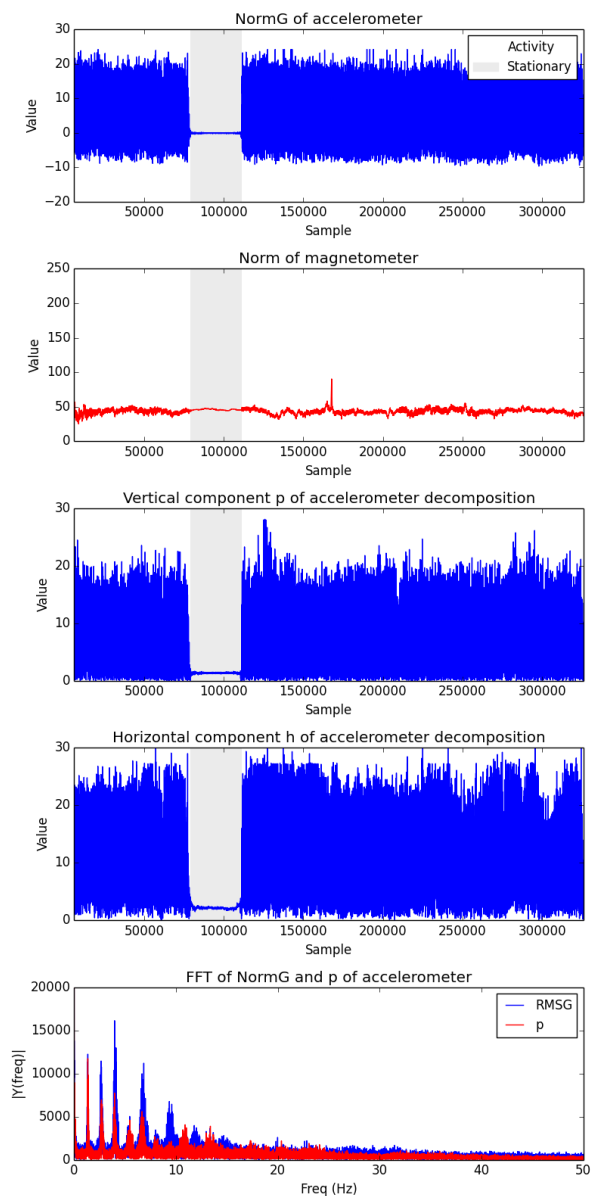 NormG of accelerometer
30
20
10
0
−10
−20
Value
Activity
Stationary
50000 100000 150000 200000 250000 300000
Sample
Norm of magnetometer
250
200
150
100
50
0
Value
50000 100000 150000 200000 250000 300000
Sample
Vertical component p of accelerometer decomposition
30
20
10
0
Value
50000 100000 150000 200000 250000 300000
Sample
Horizontal component h of accelerometer decomposition
30
20
10
0
Value
50000 100000 150000 200000 250000 300000
Sample
FFT of NormG and p of accelerometer
20000
15000
10000
5000
0
|Y(freq)|
RMSG
p
0 10 20 30 40 50
Freq (Hz)